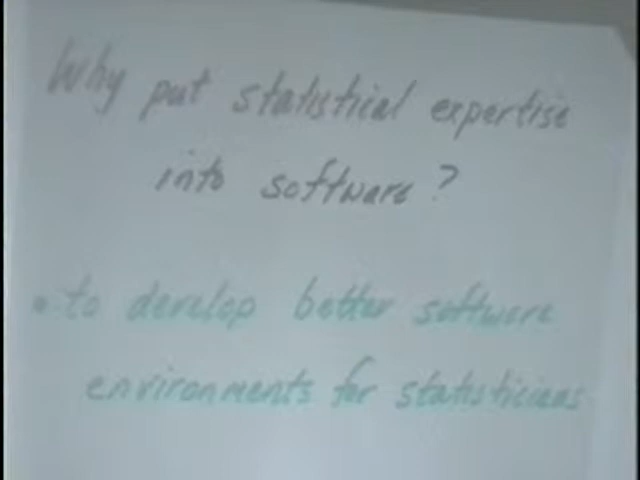 Why put statistical expertise
into software?
• to develop better software
environments for statisticians